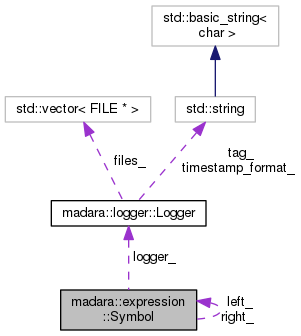 std::basic_string<
char >
std::vector< FILE * >
std::string
files_
tag_
timestamp_format_
madara::logger::Logger
logger_
madara::expression
::Symbol
left_
right_